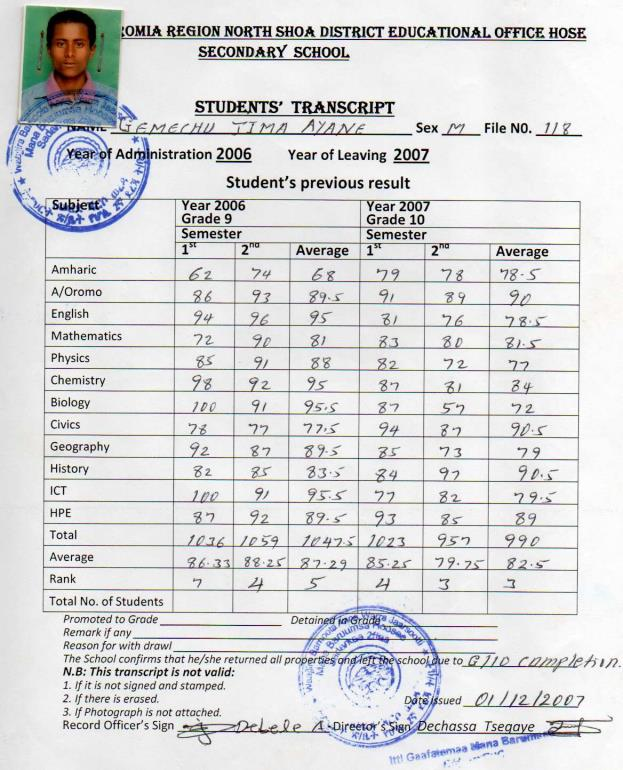 ROMIA REGION NORTH SHOA DISTRICT EDUCATIONAL OFFICE HOSE
SECONDARY SCHOOL
STUDENTS' TRANSCRIPT
NAME GEMECHU JIMA AYANE Sex M File N0. 118
Year of Administration 2006 Year of Leaving 2007
Student's previous result
Subject Year 2006 Year 2007
Grade 9 Grade 10
Semester Semester
1st 2nd Average 1st 2nd Average
Amharic 62 74 68 79 78 78.5
A/Oromo 86 93 89.5 91 89 90
English 94 96 95 81 76 78.5
Mathematics 72 90 81 83 80 81.5
Physics 85 91 88 82 72 77
Chemistry 98 92 95 87 81 84
Biology 100 91 95.5 87 57 72
Civics 78 77 77.5 94 87 90.5
Geography 92 87 89.5 85 73 79
History 82 85 83.5 84 97 90.5
ICT 100 91 95.5 77 82 79.5
HPE 87 92 89.5 93 85 89
Total 1036 1059 1047.5 1023 957 990
Average 86.33 88.25 87.29 85.25 79.75 82.5
Rank 7 4 5 4 3 3
Total No. of Students
Promoted to Grade Detained in Grade
Remark if any
Reason for with drawl
The School confirms that he/she returned all properties and left the school due to G/10 completion.
N.B: This transcript is not valid:
1. If it is not signed and stamped.
2. If there is erased.
3. If Photograph is not attached.
Date issued 01/12/2007
Record Officer's Sign Debele A. Director's Sign Dechassa Tsegaye
Itti Gaafatamaa Mana